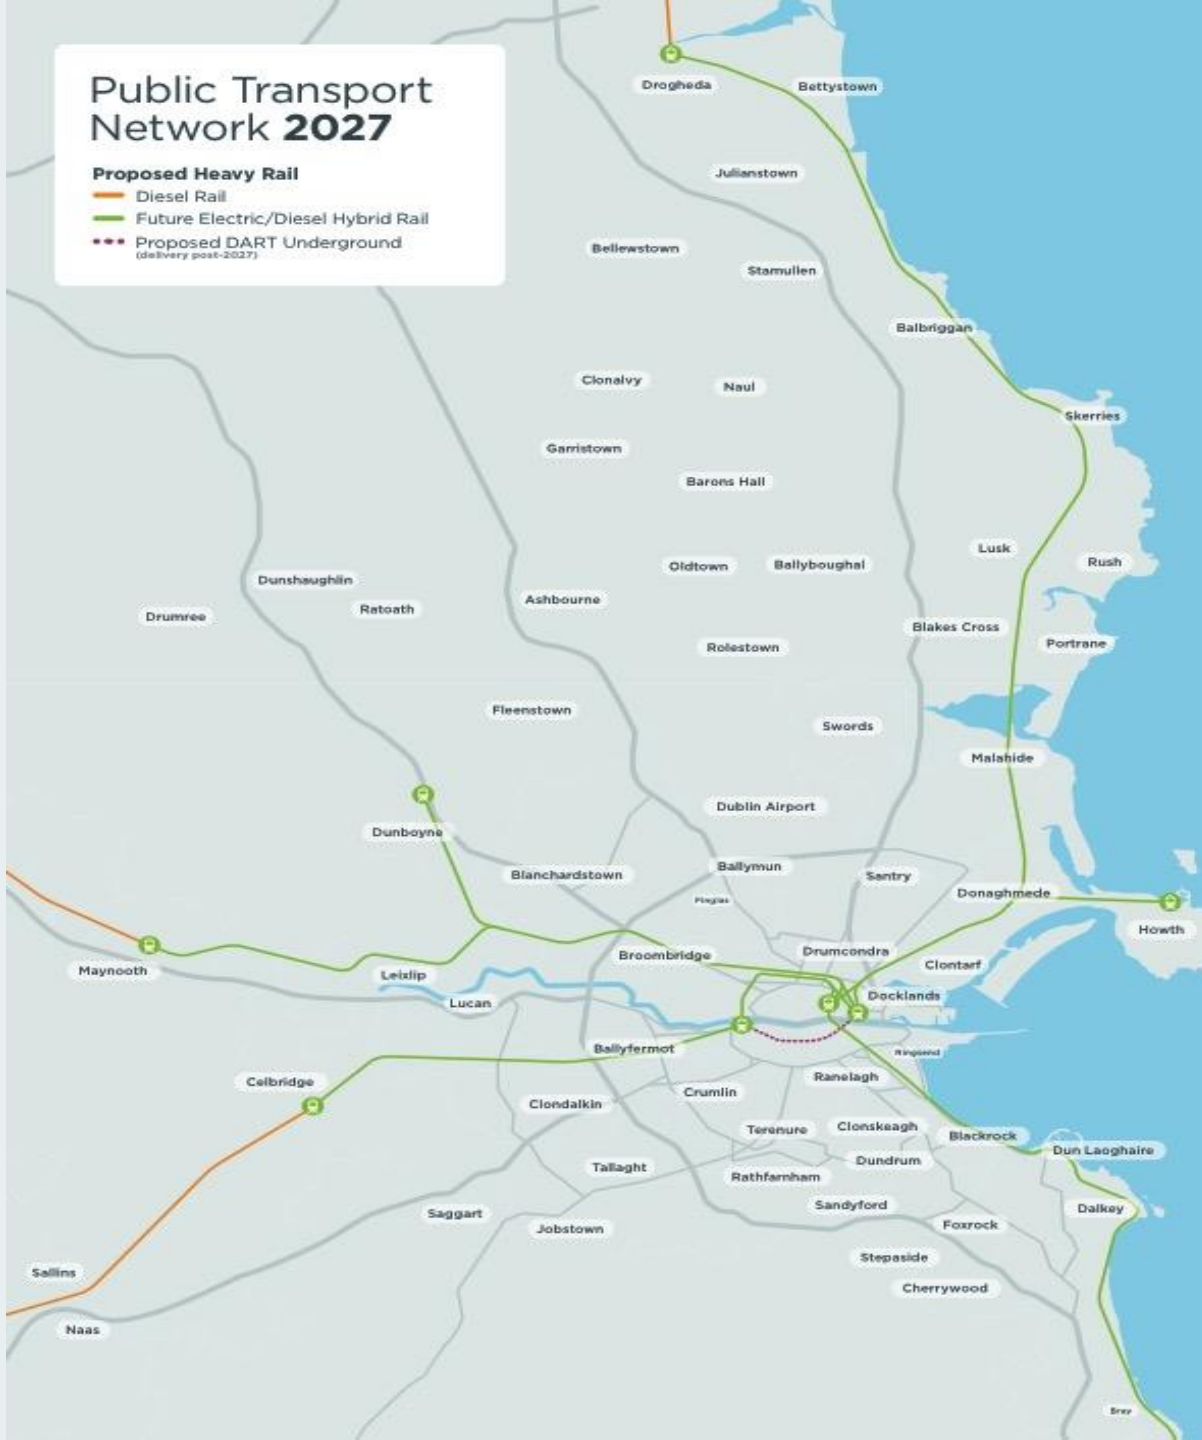 Public Transport
Network 2027
Proposed Heavy Rail
Diesel Rail
Future Electric/Diesel Hybrid Rail
Proposed DART Underground
(delivery post-2027)
Drogheda
Bettystown
Julianstown
Bellewstown
Stamullen
Balbriggan
Clonalvy
Naul
Skerries
Garristown
Barons Hall
Lusk
Oldtown
Ballyboughal
Rush
Dunshaughlin
Ashbourne
Ratoath
Drumree
Blakes Cross
Rolestown
Portrane
Fleenstown
Swords
Malahide
Dublin Airport
Dunboyne
Ballymun
Blanchardstown
Santry
Donaghmede
Finglas
Howth
Drumcondra
Broombridge
Clontarf
Maynooth
Leixlip
Docklands
Lucan
Ballyfermot
Ringsend
Ranelagh
Celbridge
Crumlin
Clondalkin
Terenure
Clonskeagh
Blackrock
Dun Laoghaire
Dundrum
Tallaght
Rathfarnham
Sandyford
Dalkey
Saggart
Foxrock
Jobstown
Stepaside
Sallins
Cherrywood
Naas
Bray